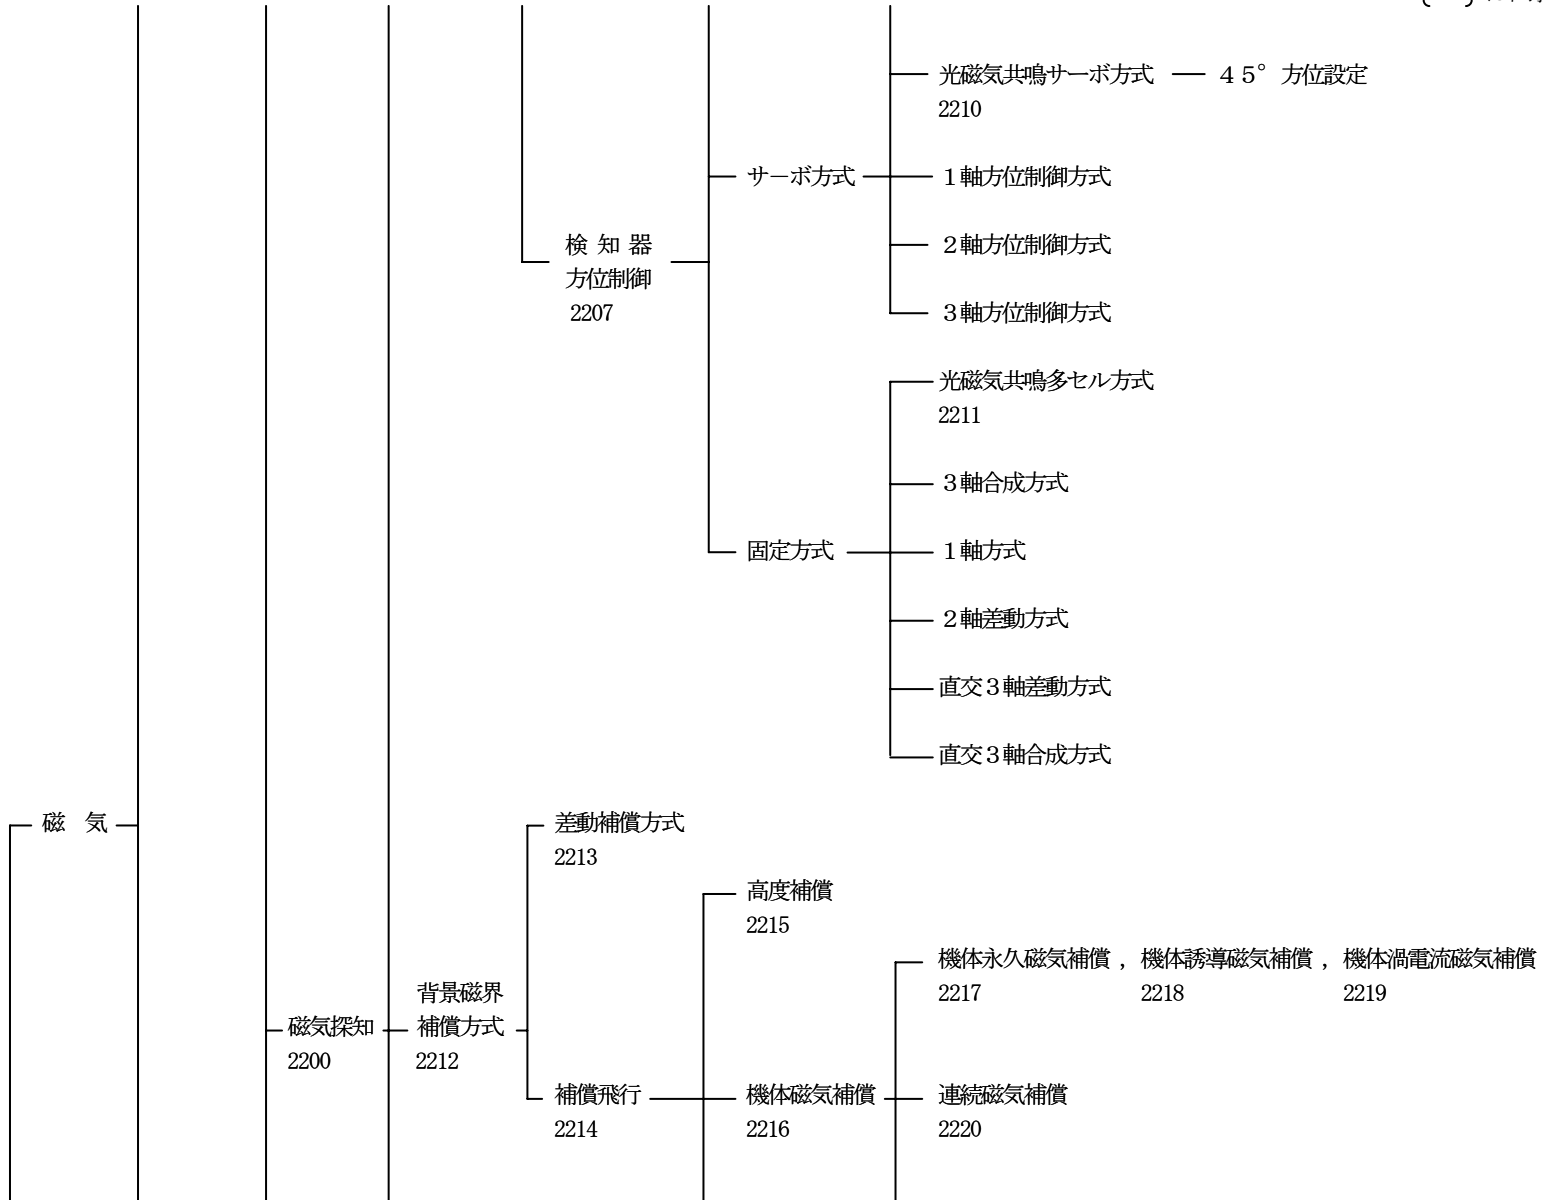 光磁気共鳴サーボ方式 ―― ４５° 方位設定
2210
サーボ方式
１軸方位制御方式
検 知 器
方位制御
2207
２軸方位制御方式
３軸方位制御方式
光磁気共鳴多セル方式
2211
３軸合成方式
固定方式
１軸方式
２軸差動方式
直交３軸差動方式
直交３軸合成方式
磁 気
差動補償方式
2213
高度補償
2215
機体永久磁気補償 , 機体誘導磁気補償 , 機体渦電流磁気補償
2217 2218 2219
磁気探知
2200
背景磁界
補償方式
2212
補償飛行
2214
機体磁気補償
2216
連続磁気補償
2220